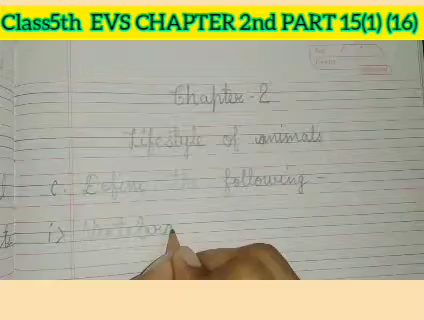 Class5th EVS CHAPTER 2nd PART 15(1) (16)
Chapter - 2
Lifestyle of animals
c. Define the following -
i>